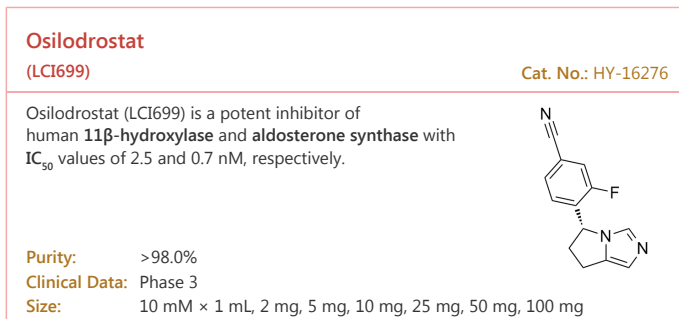 Osilodrostat
(LCI699)
Cat. No.: HY-16276
Osilodrostat (LCI699) is a potent inhibitor of
human 11β-hydroxylase and aldosterone synthase with
IC50 values of 2.5 and 0.7 nM, respectively.
N
F
N
N
Purity: >98.0%
Clinical Data: Phase 3
Size: 10 mM × 1 mL, 2 mg, 5 mg, 10 mg, 25 mg, 50 mg, 100 mg